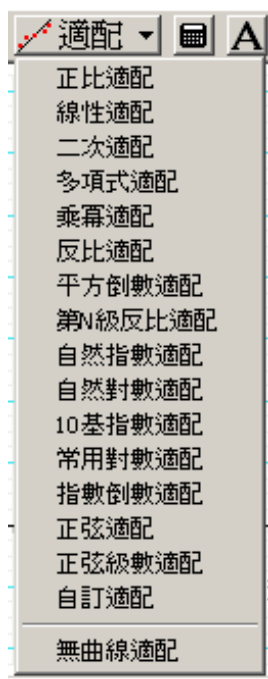 適配 A
正比適配
線性適配
二次適配
多項式適配
乘冪適配
反比適配
平方倒數適配
第N級反比適配
自然指數適配
自然對數適配
10基指數適配
常用對數適配
指數倒數適配
正弦適配
正弦級數適配
自訂適配
無曲線適配